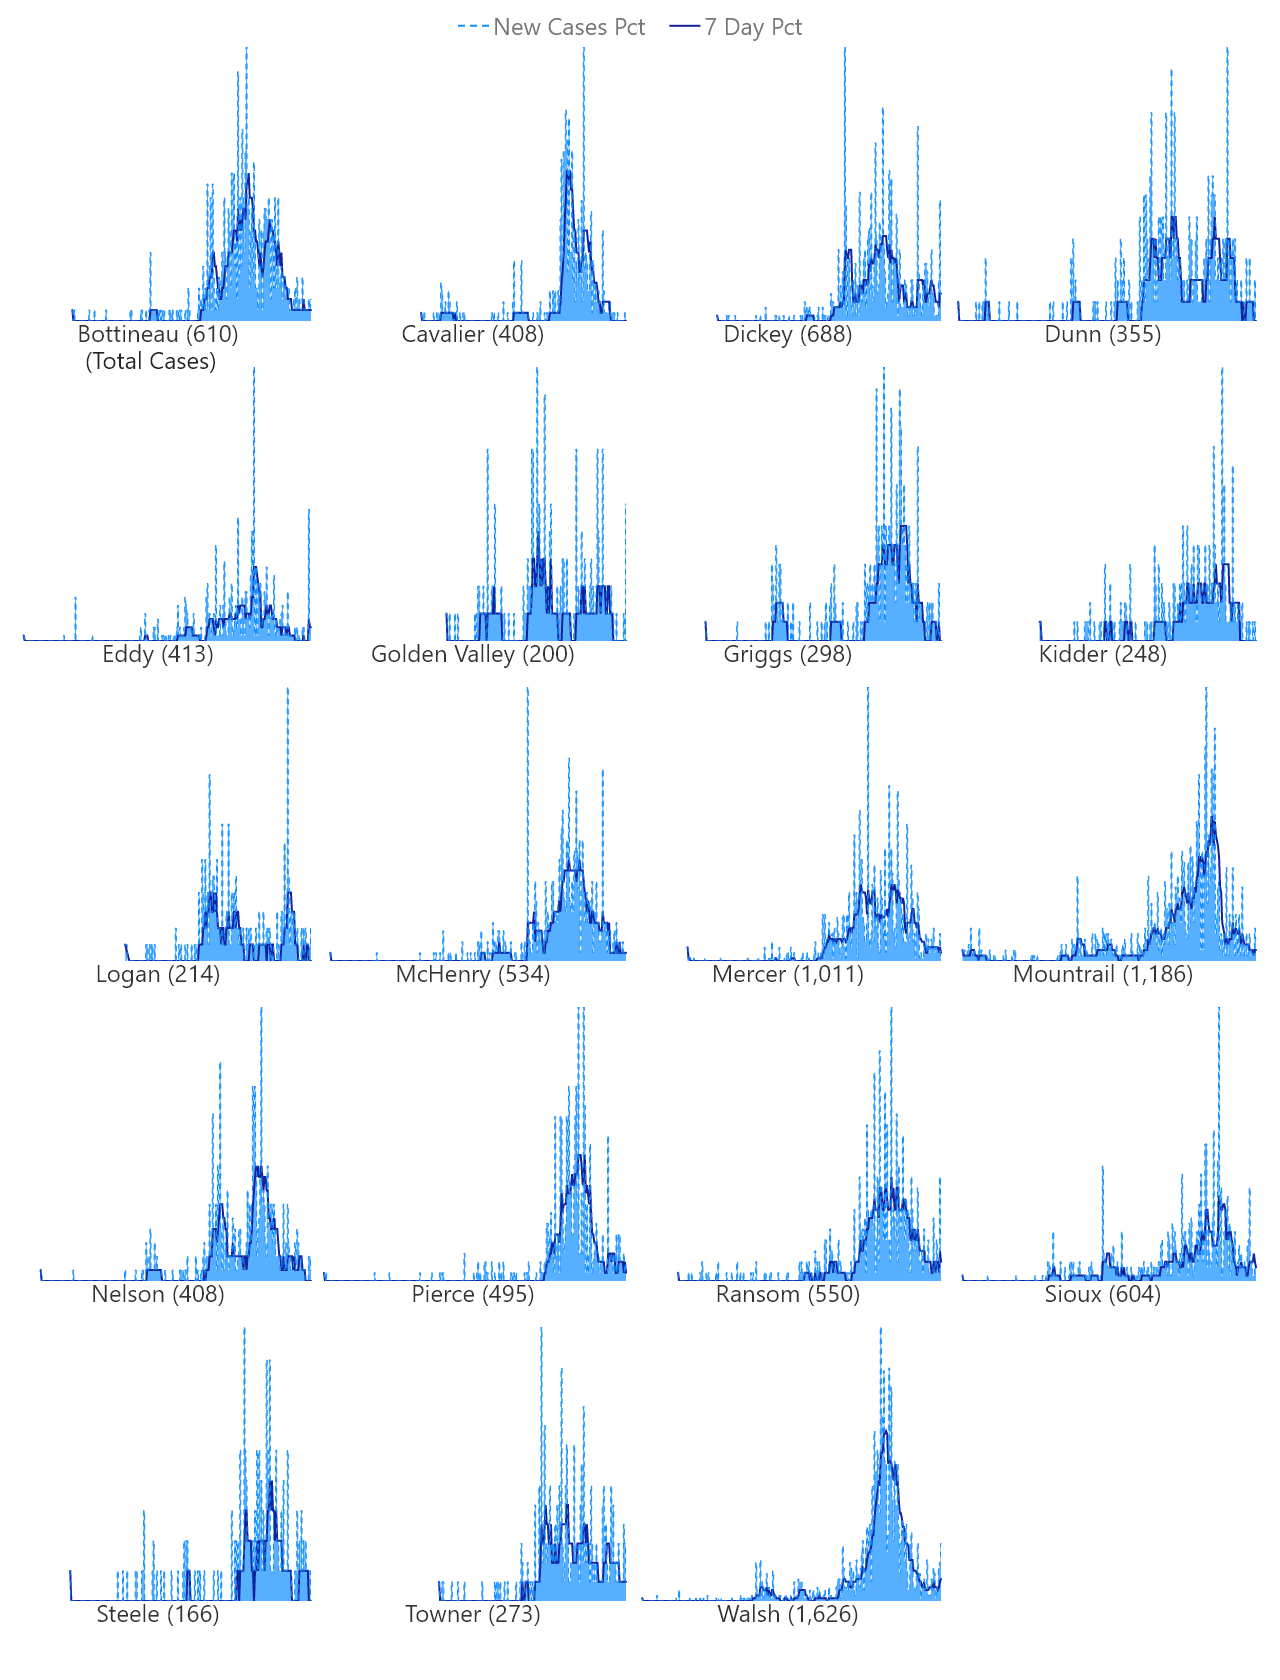 New Cases Pct 7 Day Pct
Bottineau (610) Cavalier (408) Dickey (688) Dunn (355)
(Total Cases)
Eddy (413) Golden Valley (200) Griggs (298) Kidder (248)
Logan (214) McHenry (534) Mercer (1,011) Mountrail (1,186)
Nelson (408) Pierce (495) Ransom (550) Sioux (604)
Steele (166) Towner (273) Walsh (1,626)